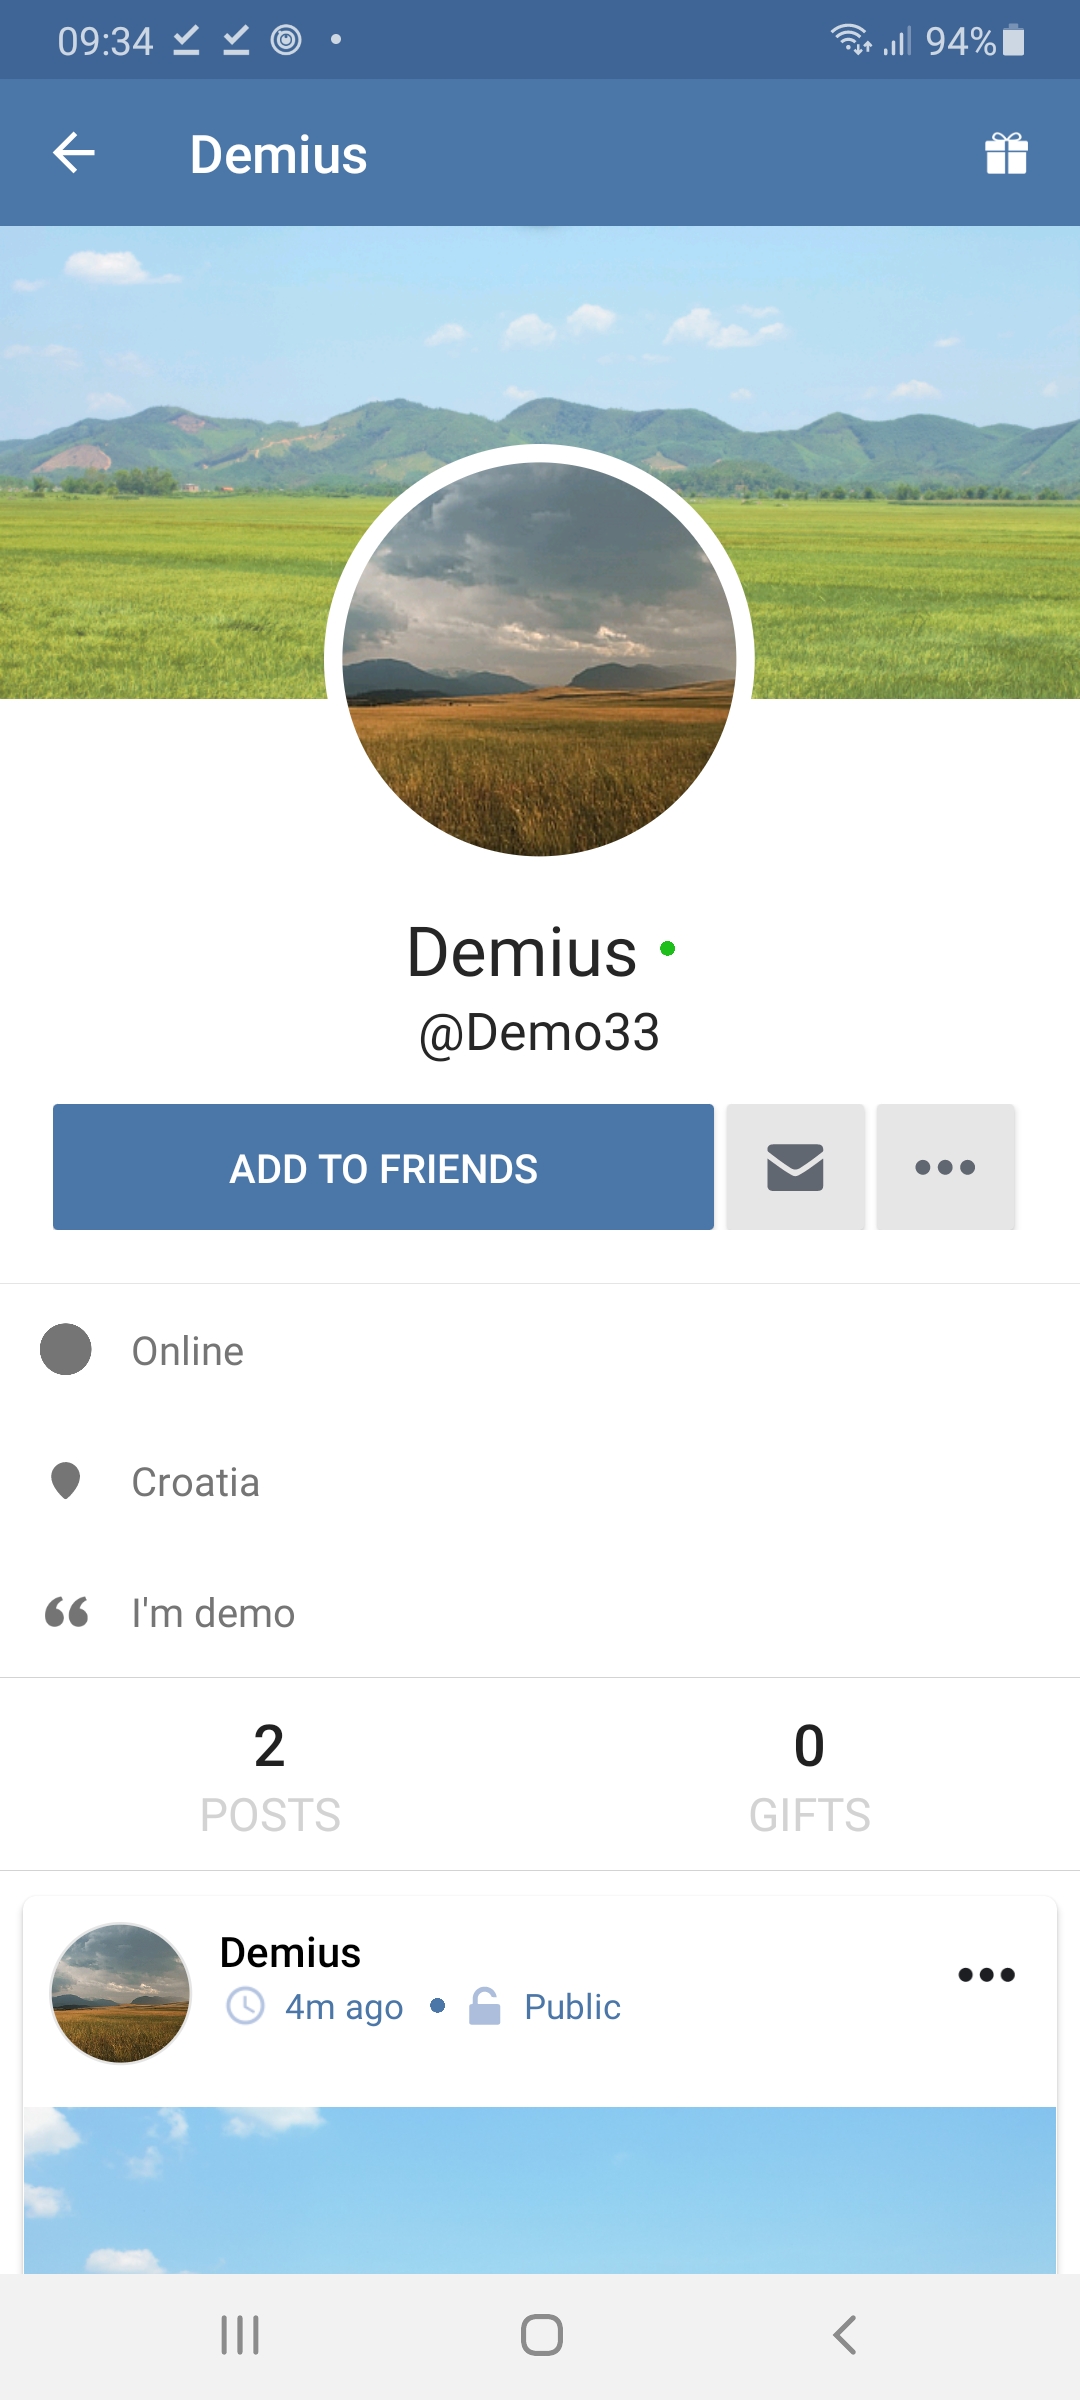 09:34 94%
Demius
Demius
@Demo33
ADD TO FRIENDS
Online
Croatia
I'm demo
2 0
POSTS GIFTS
Demius
4m ago • Public